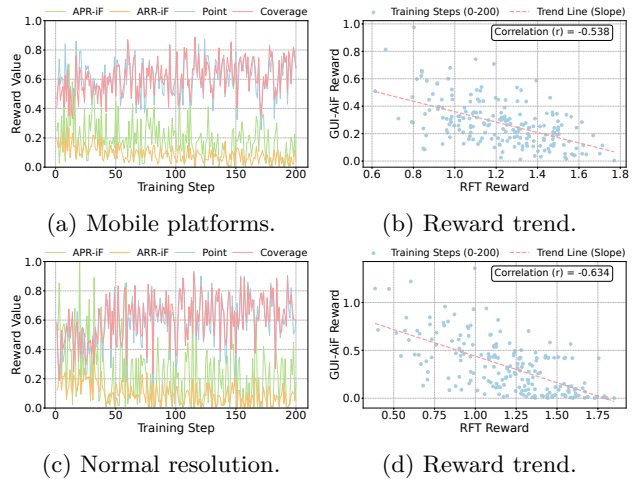 APR-iF ARR-iF Point Coverage
Reward Value
1.0
0.8
0.6
0.4
0.2
0.0
0 50 100 150 200
Training Step
(a) Mobile platforms.
Training Steps (0-200) Trend Line (Slope)
Correlation (r) = -0.538
GUI-AiF Reward
1.0
0.8
0.6
0.4
0.2
0.0
0.6 0.8 1.0 1.2 1.4 1.6 1.8
RFT Reward
(b) Reward trend.
APR-iF ARR-iF Point Coverage
Reward Value
1.0
0.8
0.6
0.4
0.2
0.0
0 50 100 150 200
Training Step
(c) Normal resolution.
Training Steps (0-200) Trend Line (Slope)
Correlation (r) = -0.634
GUI-AiF Reward
1.0
0.5
0.0
0.50 0.75 1.00 1.25 1.50 1.75
RFT Reward
(d) Reward trend.